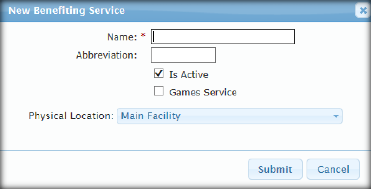 New Benefiting Service
Name: *
Abbreviation:
Is Active
Games Service
Physical Location: Main Facility
Submit Cancel